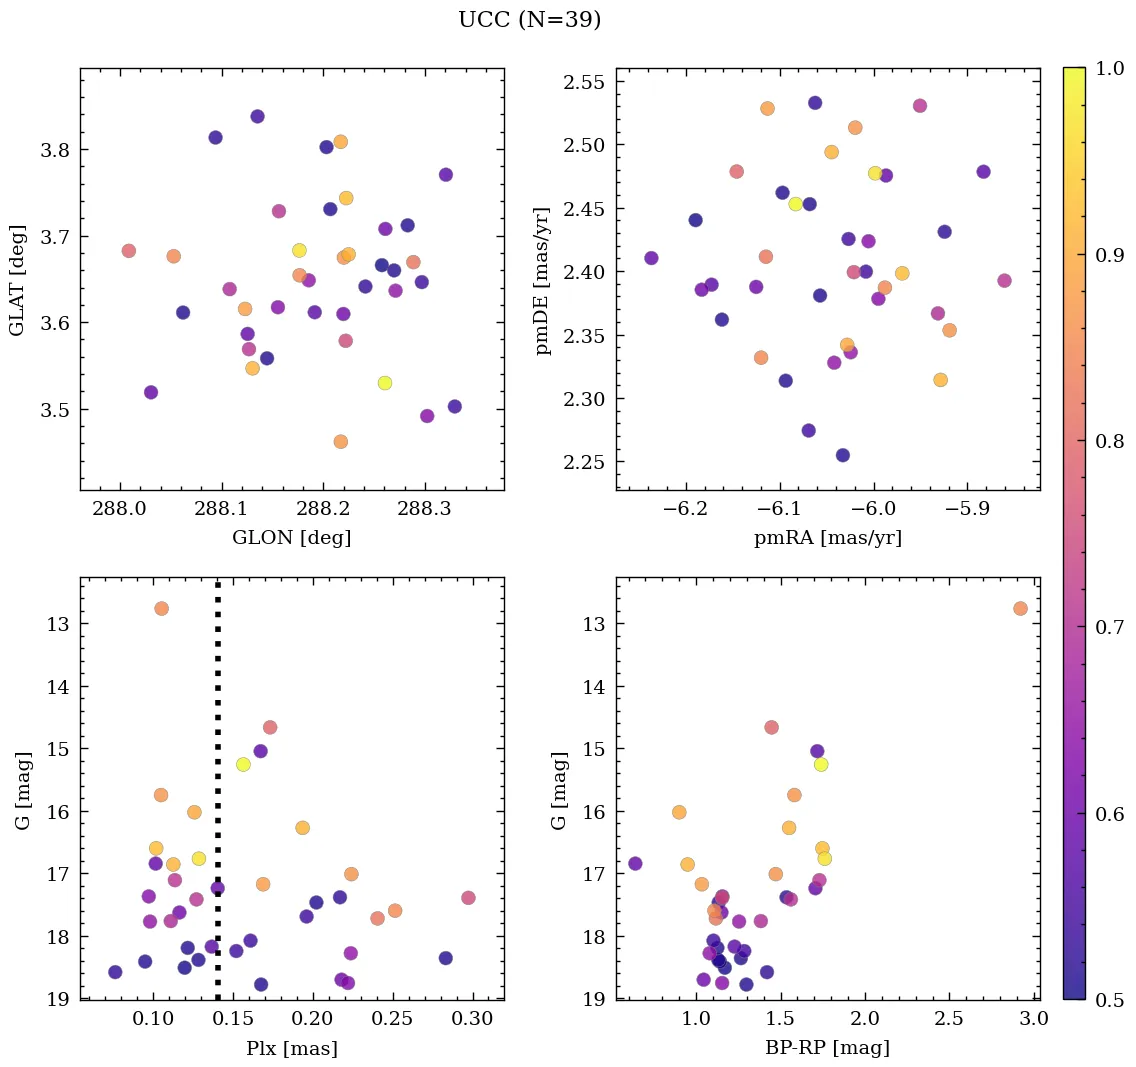 UCC (N=39)
3.8
3.7
3.6
3.5
GLAT [deg]
288.0 288.1 288.2 288.3
GLON [deg]
2.55
2.50
2.45
2.40
2.35
2.30
2.25
pmDE [mas/yr]
−6.2 −6.1 −6.0 −5.9
pmRA [mas/yr]
13
14
15
16
17
18
19
G [mag]
0.10 0.15 0.20 0.25 0.30
Plx [mas]
13
14
15
16
17
18
19
G [mag]
1.0 1.5 2.0 2.5 3.0
BP-RP [mag]
1.0
0.9
0.8
0.7
0.6
0.5